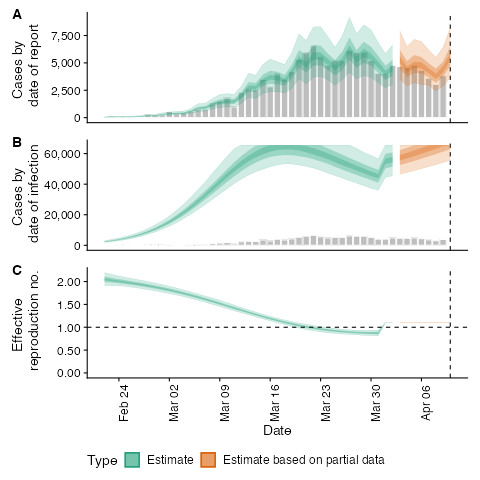 A
Cases by
date of report
7,500
5,000
2,500
0
B
Cases by
date of infection
60,000
40,000
20,000
0
C
Effective
reproduction no.
2.00
1.50
1.00
0.50
0.00
Feb 24
Mar 02
Mar 09
Mar 16
Mar 23
Mar 30
Apr 06
Date
Type
Estimate
Estimate based on partial data